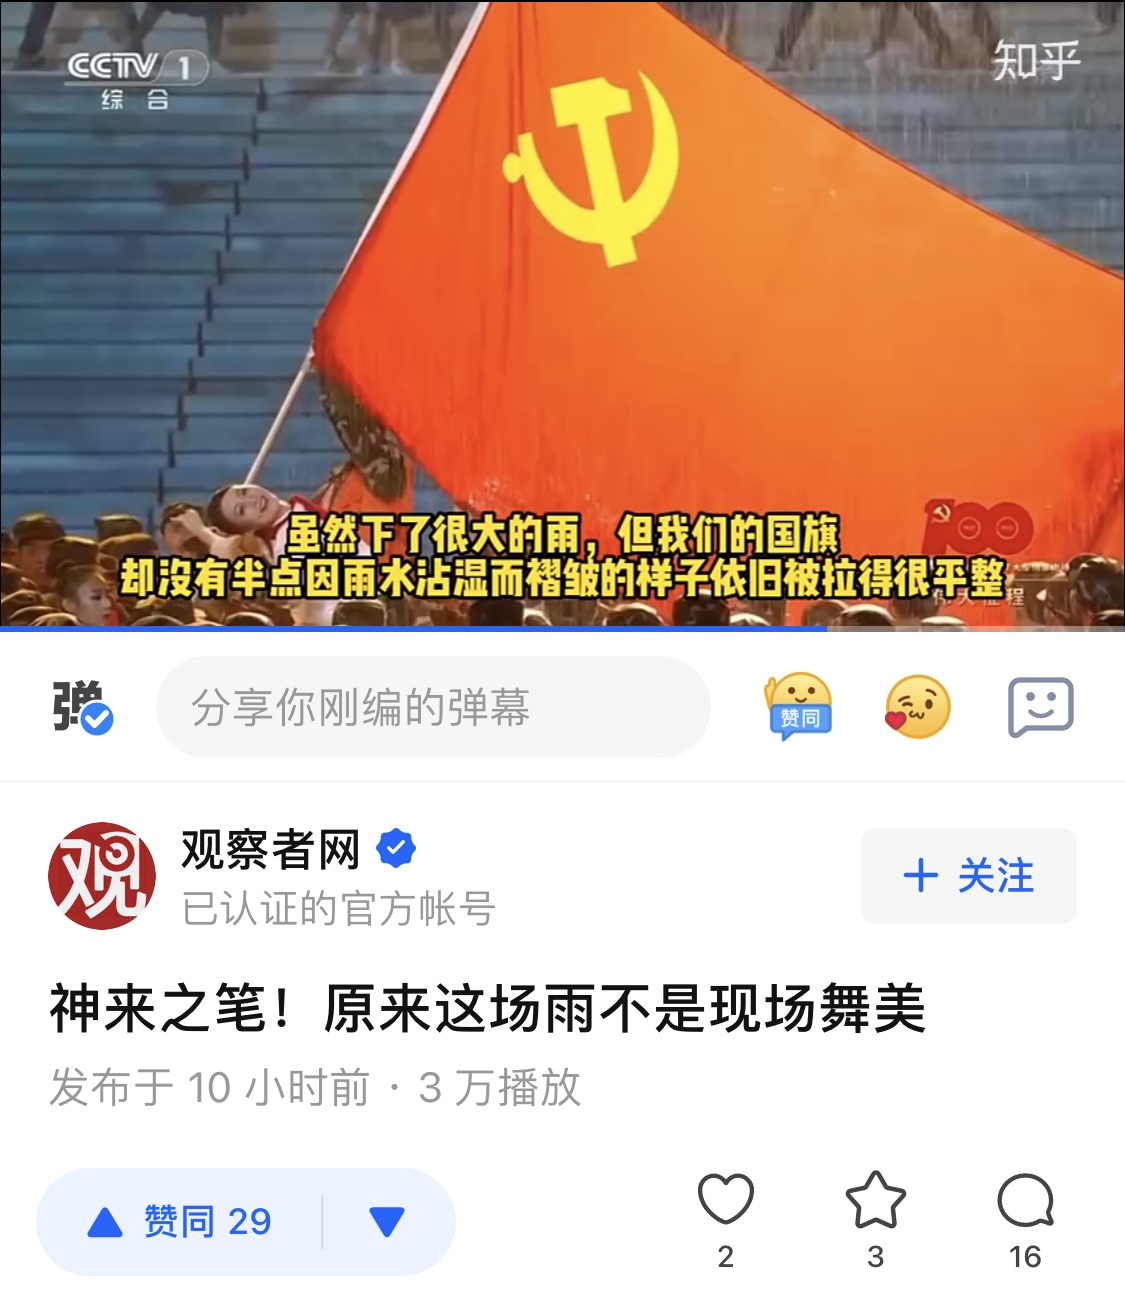 CCTV 1
综合
知乎
虽然下了很大的雨，但我们的国旗
却没有半点因雨水沾湿而褶皱的样子依旧被拉得很平整
100
伟大征程
弹
分享你刚编的弹幕
赞同
观
观察者网
已认证的官方帐号
+ 关注
神来之笔！原来这场雨不是现场舞美
发布于 10 小时前 · 3 万播放
赞同 29
2
3
16